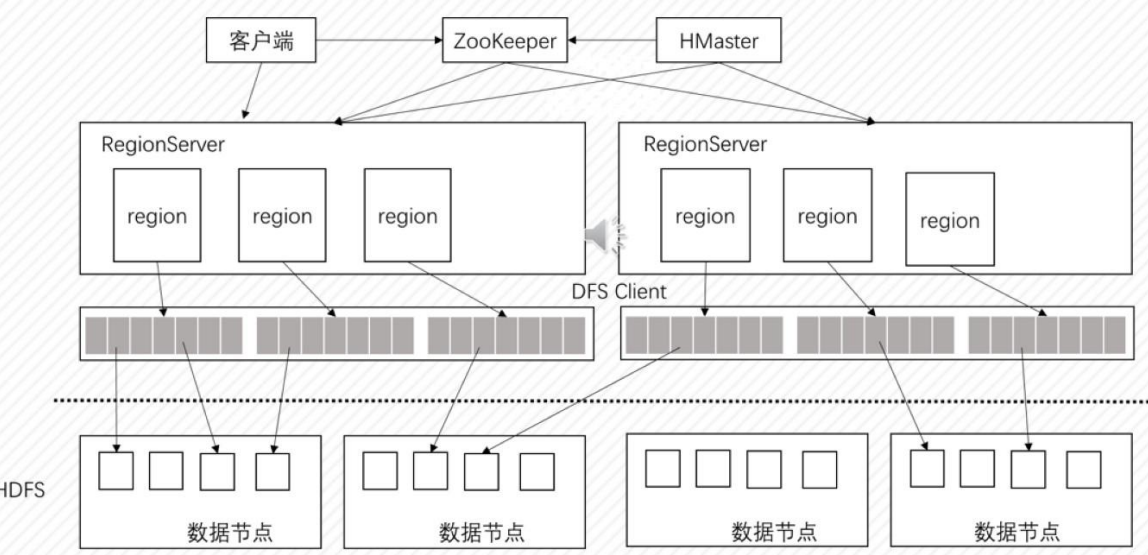 客户端
ZooKeeper
HMaster
RegionServer
RegionServer
region
region
region
region
region
region
DFS Client
HDFS
数据节点
数据节点
数据节点
数据节点